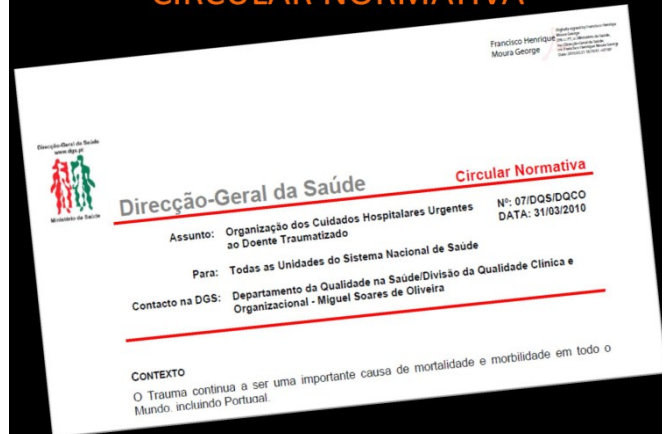 CIRCULAR NORMATIVA
Francisco Henrique
Moura George
Direcção-Geral da Saúde
www.dgs.pt
Ministério da Saúde
Direcção-Geral da Saúde
Circular Normativa
Assunto: Organização dos Cuidados Hospitalares Urgentes
ao Doente Traumatizado
Nº: 07/DQS/DQCO
DATA: 31/03/2010
Para: Todas as Unidades do Sistema Nacional de Saúde
Contacto na DGS: Departamento da Qualidade na Saúde/Divisão da Qualidade Clínica e
Organizacional - Miguel Soares de Oliveira
CONTEXTO
O Trauma continua a ser uma importante causa de mortalidade e morbilidade em todo o
Mundo, incluindo Portugal.